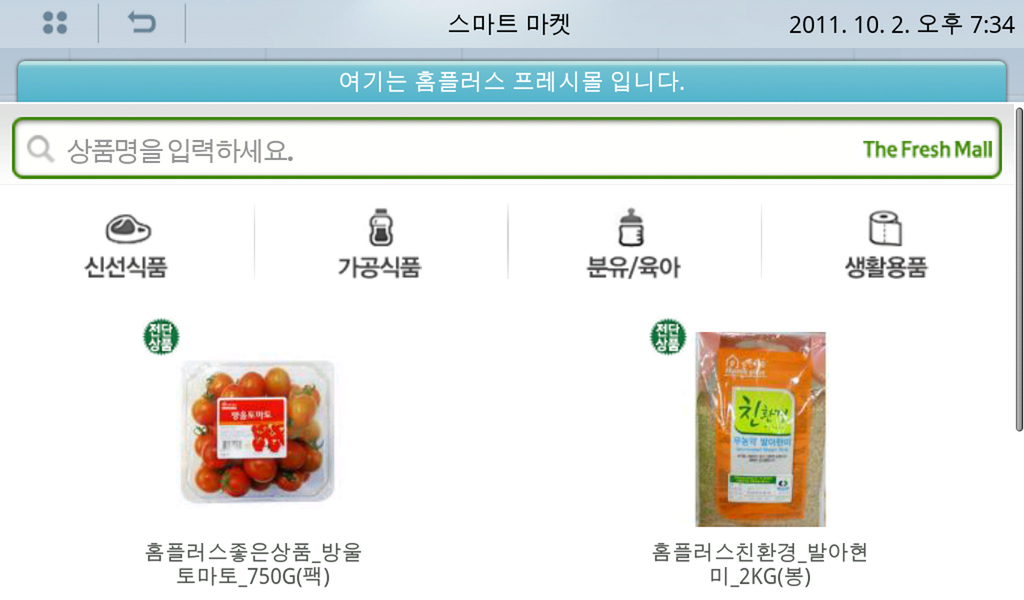 스마트 마켓
2011. 10. 2. 오후 7:34
여기는 홈플러스 프레시몰 입니다.
상품명을 입력하세요.
The Fresh Mall
신선식품
가공식품
분유/육아
생활용품
전단
상품
방울토마토
홈플러스좋은상품_방울
토마토_750G(팩)
전단
상품
친환경
무농약 발아현미
홈플러스친환경_발아현
미_2KG(봉)